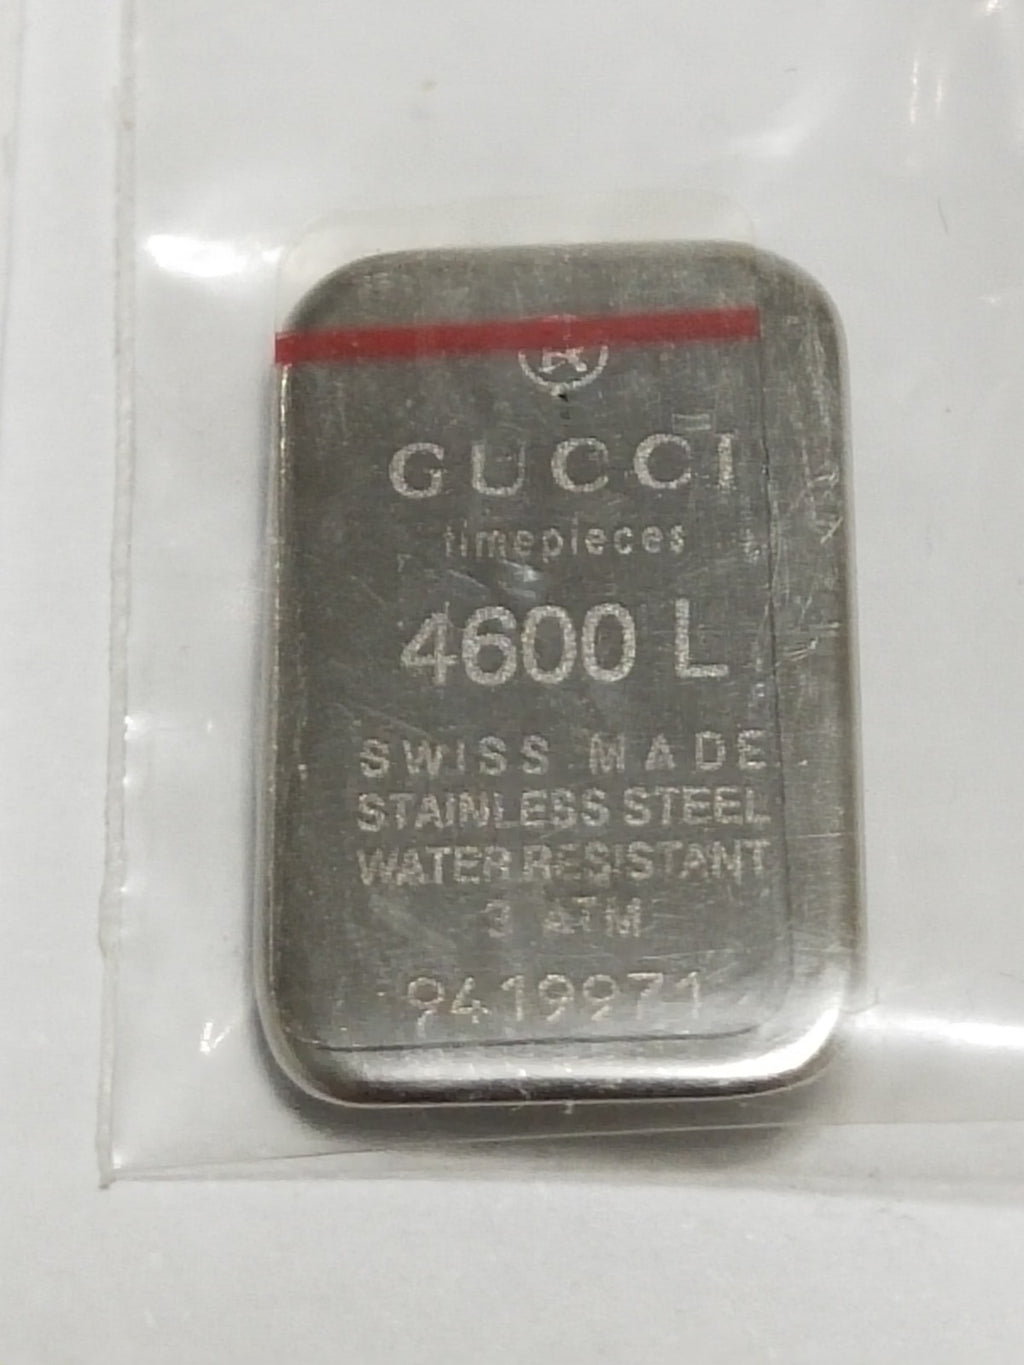 ®
GUCCI
timepieces
4600 L
SWISS MADE
STAINLESS STEEL
WATER RESISTANT
3 ATM
9419971